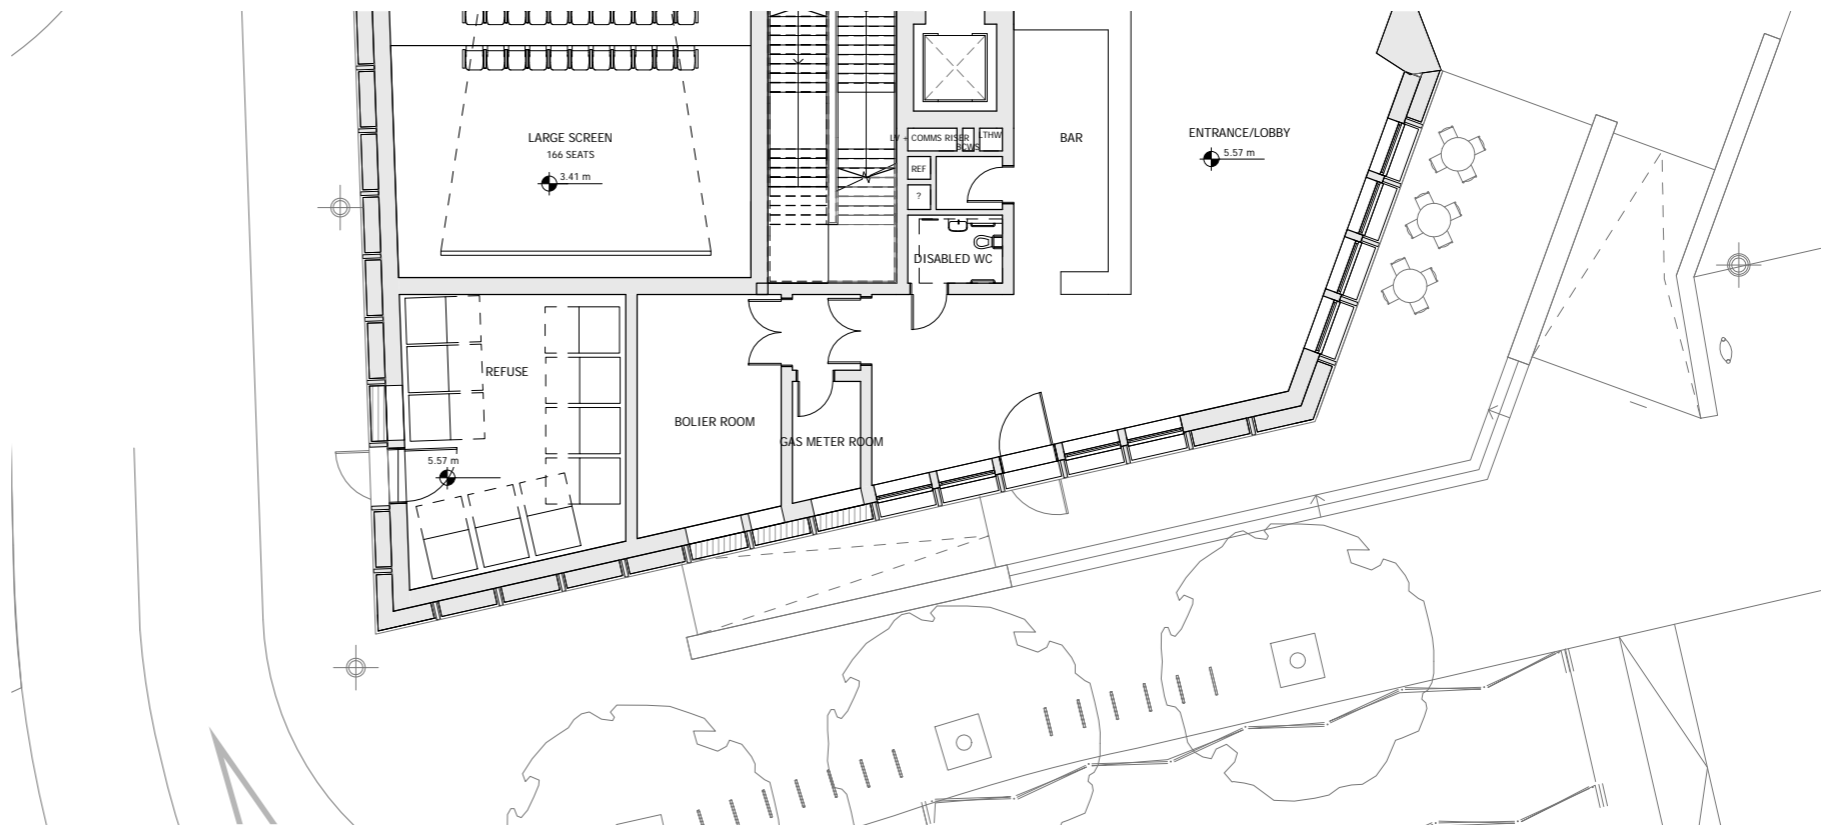 LARGE SCREEN
166 SEATS
3.41 m
LV + COMMS RISER
BCWS
LTHW
REF
?
DISABLED WC
BAR
ENTRANCE/LOBBY
5.57 m
REFUSE
5.57 m
BOLIER ROOM
GAS METER ROOM